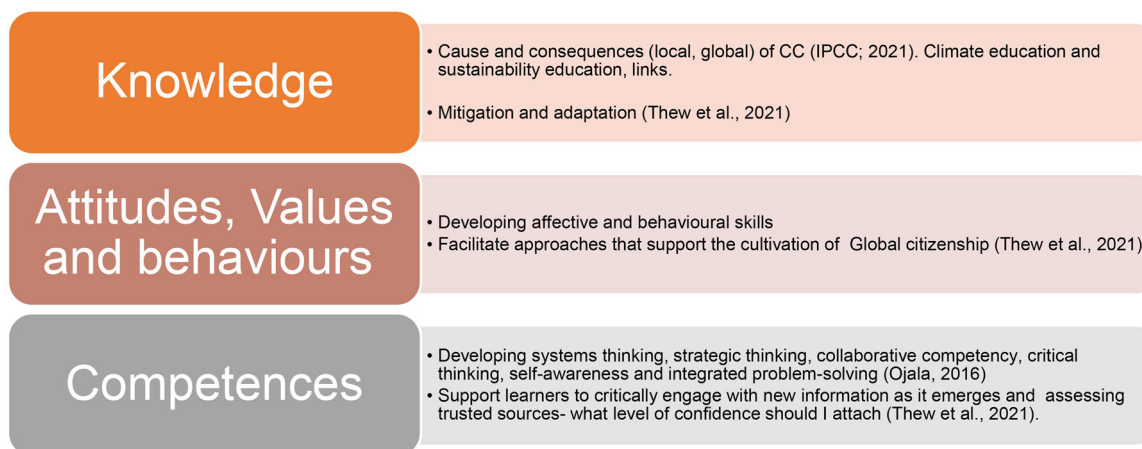 Knowledge
• Cause and consequences (local, global) of CC (IPCC; 2021). Climate education and
sustainability education, links.
• Mitigation and adaptation (Thew et al., 2021)
Attitudes, Values
and behaviours
• Developing affective and behavioural skills
• Facilitate approaches that support the cultivation of Global citizenship (Thew et al., 2021)
Competences
• Developing systems thinking, strategic thinking, collaborative competency, critical
thinking, self-awareness and integrated problem-solving (Ojala, 2016)
• Support learners to critically engage with new information as it emerges and assessing
trusted sources- what level of confidence should I attach (Thew et al., 2021).